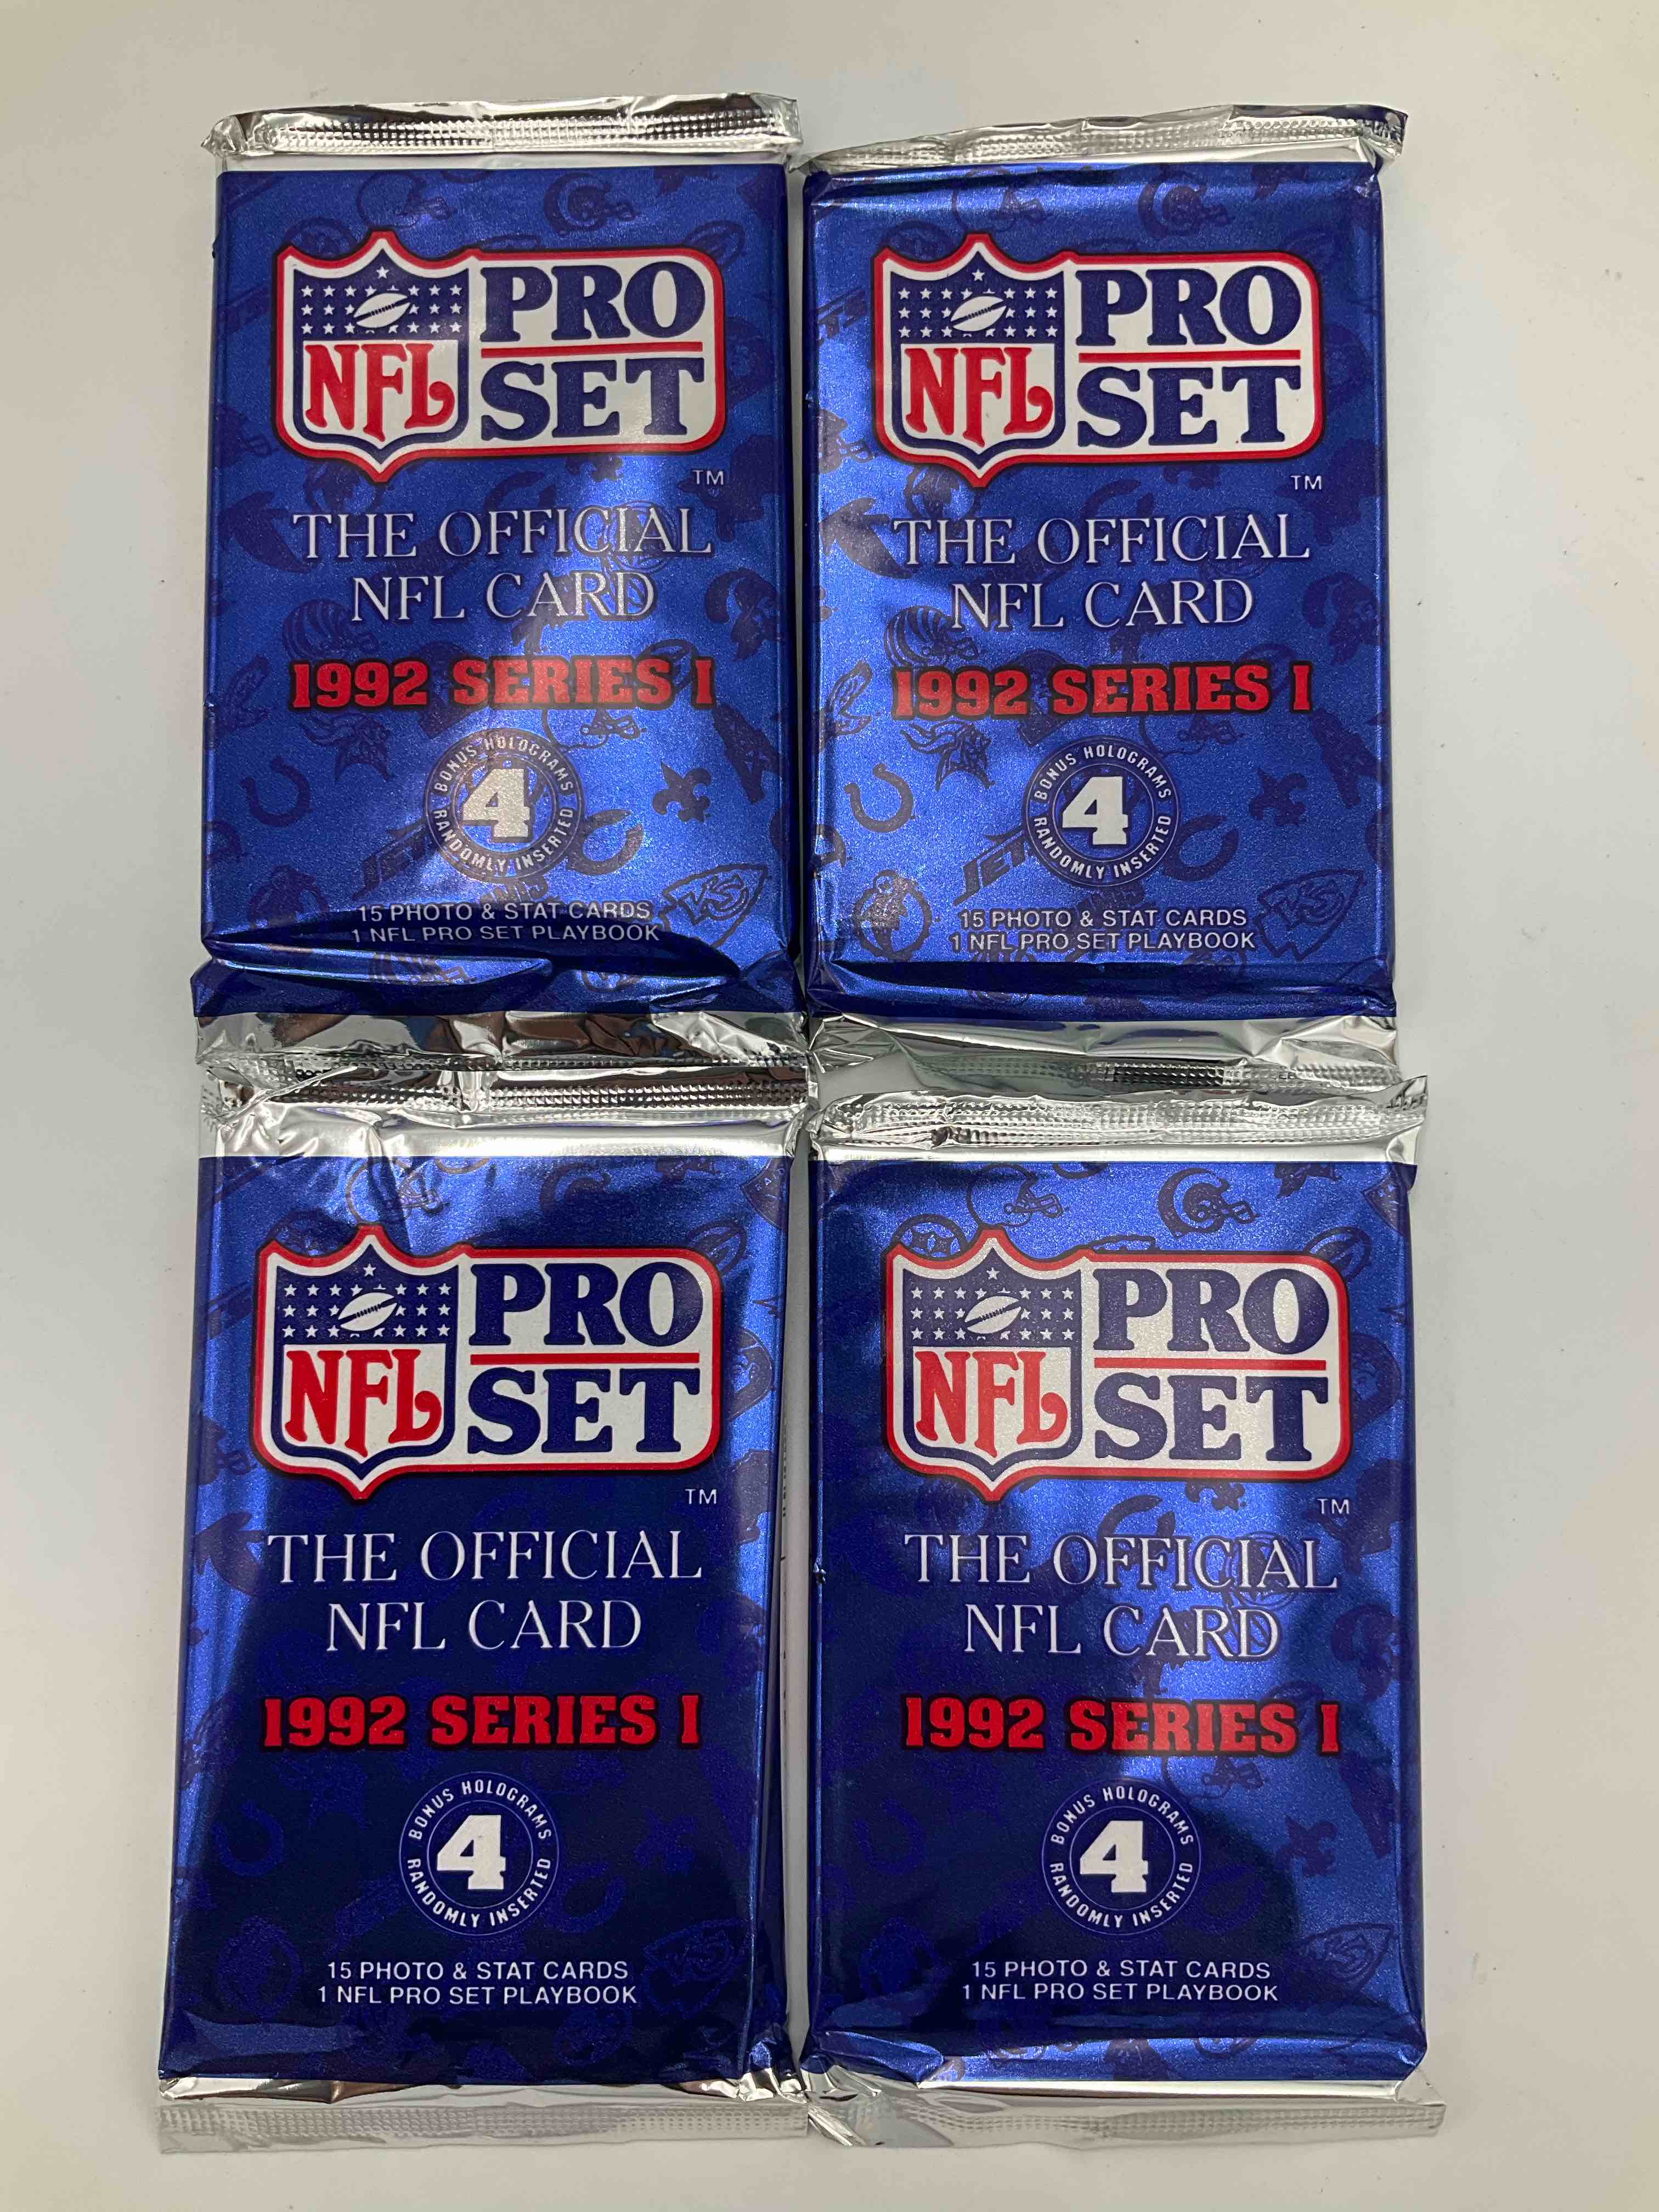 NFL PRO SET
TM
THE OFFICIAL
NFL CARD
1992 SERIES I
BONUS HOLOGRAMS
4
RANDOMLY INSERTED
15 PHOTO & STAT CARDS
1 NFL PRO SET PLAYBOOK
NFL PRO SET
TM
THE OFFICIAL
NFL CARD
1992 SERIES I
BONUS HOLOGRAMS
4
RANDOMLY INSERTED
JET
15 PHOTO & STAT CARDS
1 NFL PRO SET PLAYBOOK
NFL PRO SET
TM
THE OFFICIAL
NFL CARD
1992 SERIES I
BONUS HOLOGRAMS
4
RANDOMLY INSERTED
15 PHOTO & STAT CARDS
1 NFL PRO SET PLAYBOOK
NFL PRO SET
TM
THE OFFICIAL
NFL CARD
1992 SERIES I
BONUS HOLOGRAMS
4
RANDOMLY INSERTED
15 PHOTO & STAT CARDS
1 NFL PRO SET PLAYBOOK